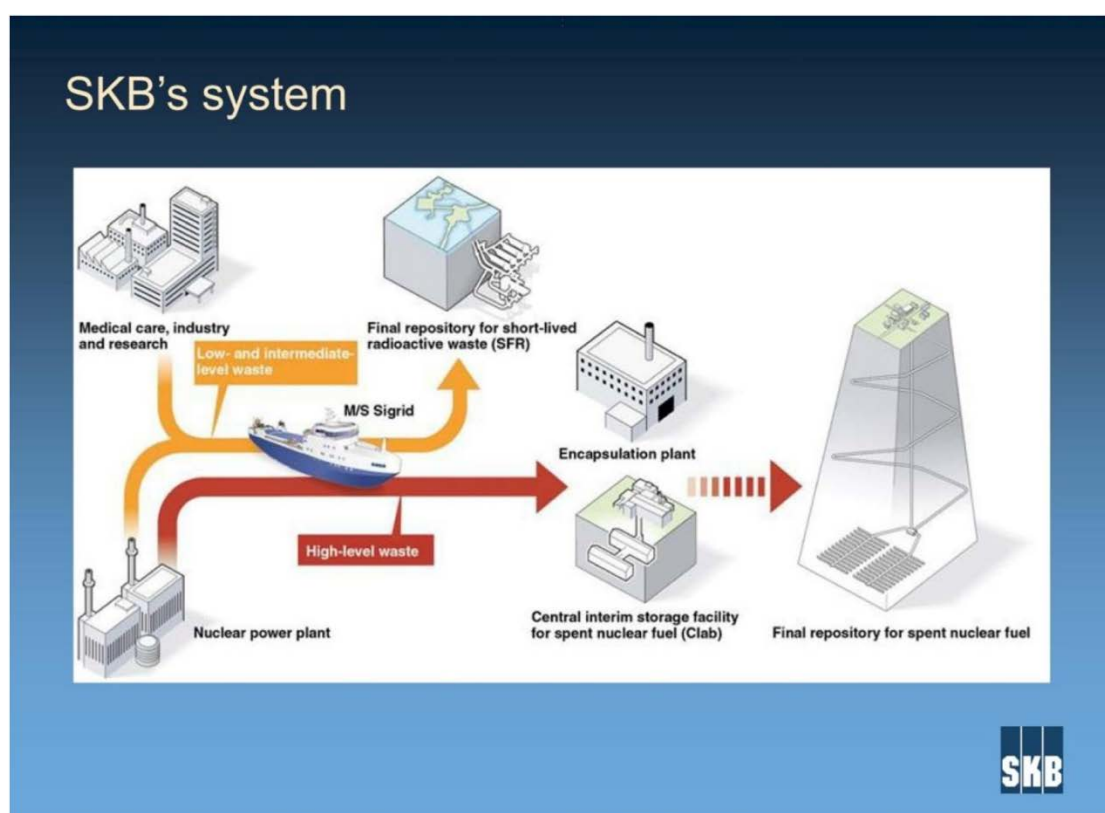 SKB's system
Medical care, industry
and research
Final repository for short-lived
radioactive waste (SFR)
Low- and intermediate-
level waste
M/S Sigrid
Encapsulation plant
High-level waste
Nuclear power plant
Central interim storage facility
for spent nuclear fuel (Clab)
Final repository for spent nuclear fuel
SKB